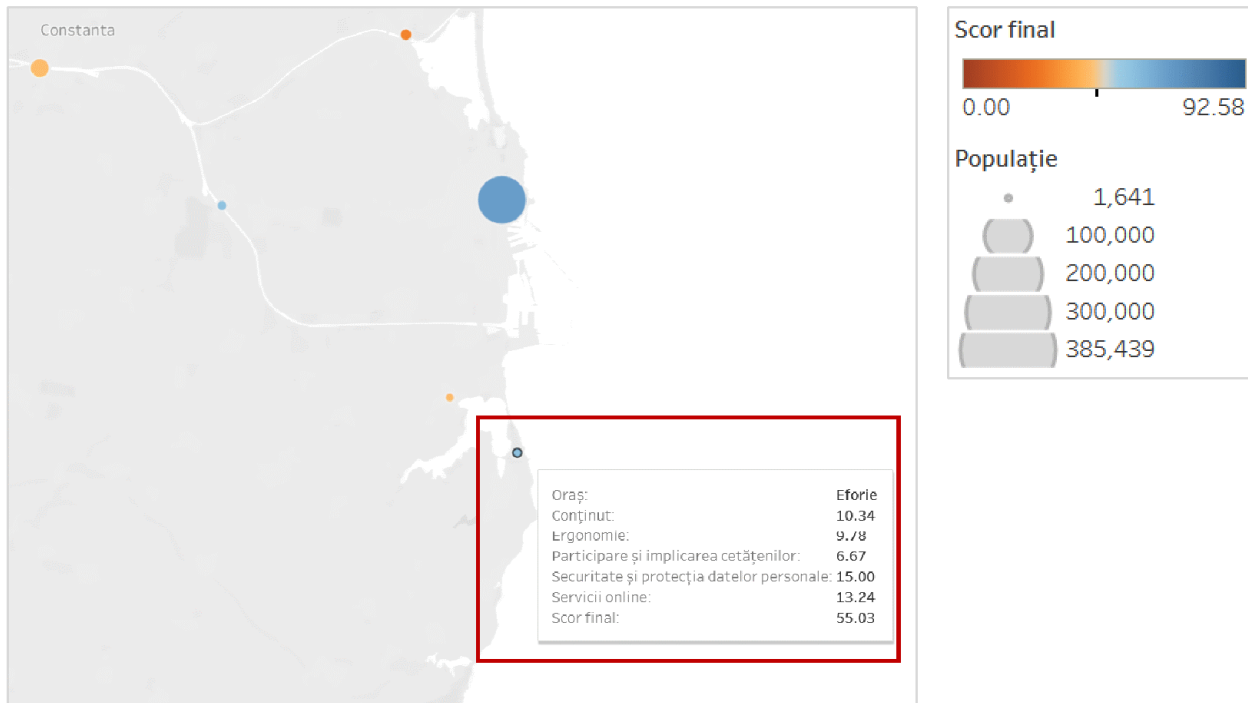 Constanta
Oraș: Eforie
Conținut: 10.34
Ergonomie: 9.78
Participare și implicarea cetățenilor: 6.67
Securitate și protecția datelor personale: 15.00
Servicii online: 13.24
Scor final: 55.03
Scor final
0.00 92.58
Populație
1,641
100,000
200,000
300,000
385,439